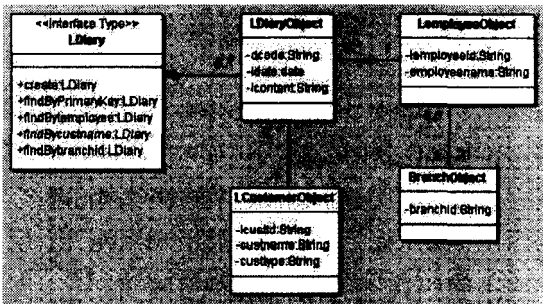 <<Interface Type>>
LDiary
+create:LDiary
+findByPrimaryKey:LDiary
+findByemployee:LDiary
+findBycustname:LDiary
+findBybranchid:LDiary
LDiaryObject
-dcode:String
-ldate:date
-lcontent:String
LemployeeObject
-lemployeeid:String
-employeename:String
LCustomerObject
-lcustid:String
-custname:String
-custtype:String
BranchObject
-branchid:String